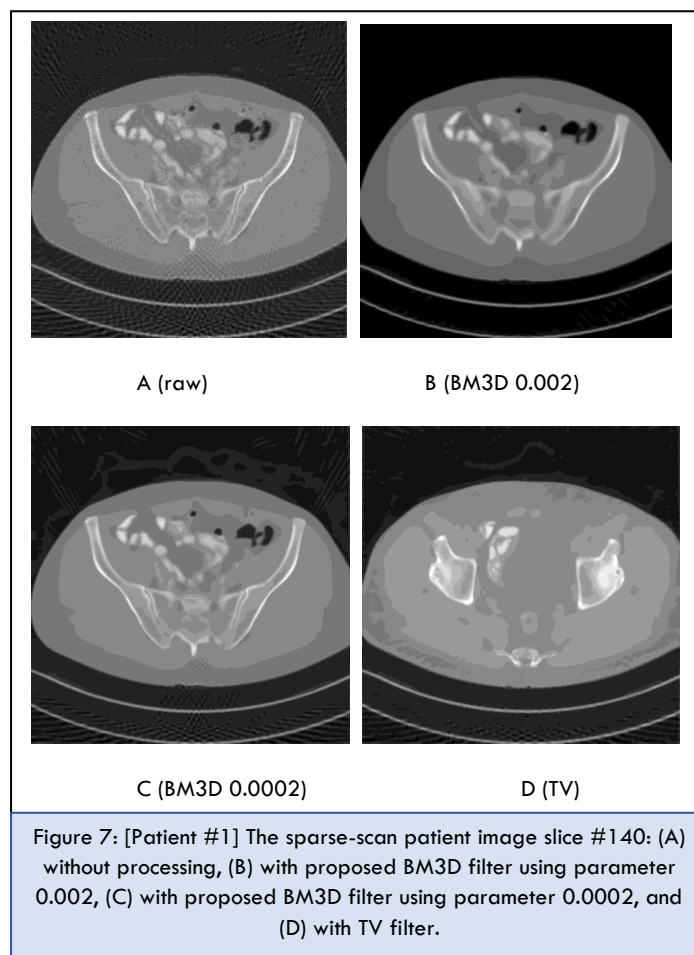 A (raw)
B (BM3D 0.002)
C (BM3D 0.0002)
D (TV)
Figure 7: [Patient #1] The sparse-scan patient image slice #140: (A)
without processing, (B) with proposed BM3D filter using parameter
0.002, (C) with proposed BM3D filter using parameter 0.0002, and
(D) with TV filter.